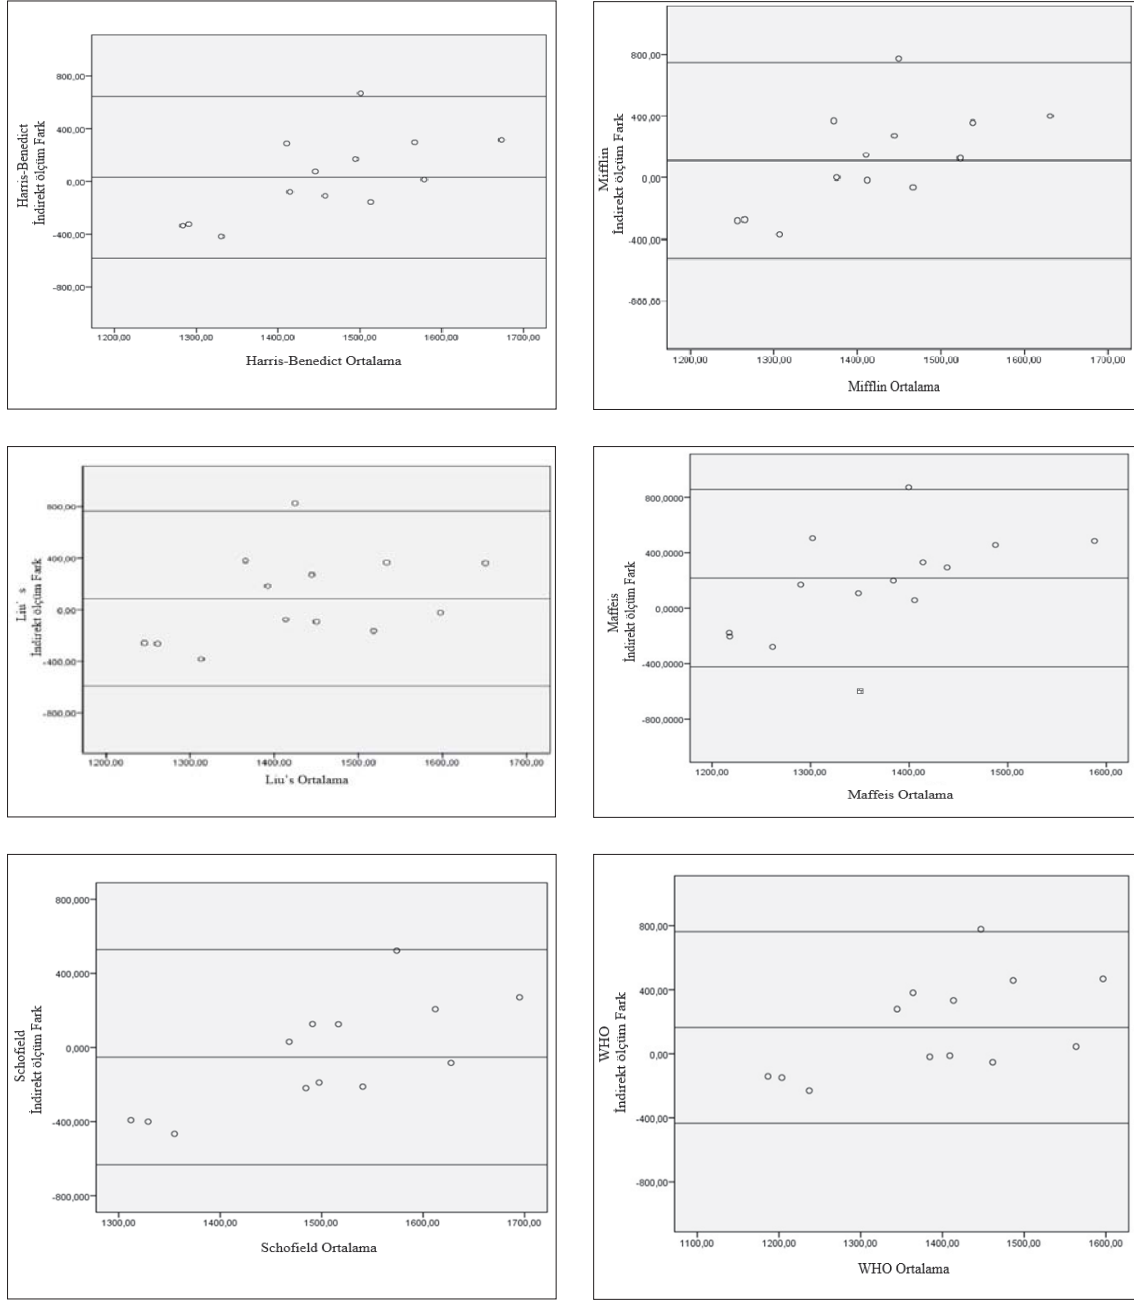 800,00
400,00
0,00
-400,00
-800,00
Harris-Benedict
İndirekt ölçüm Fark
1200,00 1300,00 1400,00 1500,00 1600,00 1700,00
Harris-Benedict Ortalama
800,00
400,00
0,00
-400,00
Mifflin
İndirekt ölçüm Fark
1200,00 1300,00 1400,00 1500,00 1600,00 1700,00
Mifflin Ortalama
800,00
400,00
0,00
-400,00
-800,00
Liu' s
İndirekt ölçüm Fark
1200,00 1300,00 1400,00 1500,00 1600,00 1700,00
Liu's Ortalama
800,0000
400,0000
0,0000
-400,0000
-800,0000
Maffeis
İndirekt ölçüm Fark
1200,00 1300,00 1400,00 1500,00 1600,00
Maffeis Ortalama
800,000
400,000
0,000
-400,000
-800,000
Schofield
İndirekt ölçüm Fark
1300,00 1400,00 1500,00 1600,00 1700,00
Schofield Ortalama
800,00
400,00
0,00
-400,00
-800,00
WHO
İndirekt ölçüm Fark
1100,00 1200,00 1300,00 1400,00 1500,00 1600,00
WHO Ortalama